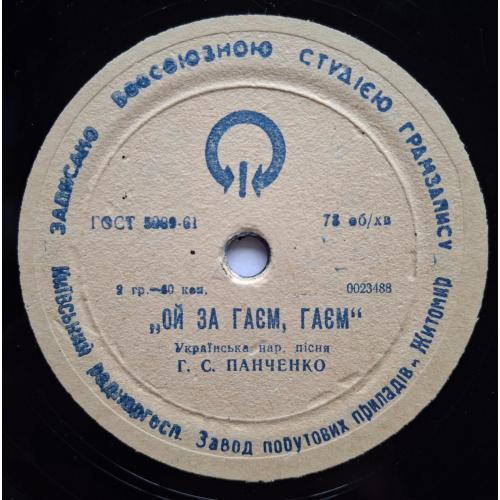 ЗАПИСАНО ВСЕСОЮЗНОЮ СТУДІЄЮ ГРАМЗАПИСУ
ГОСТ 5289-61 78 об/хв
2 гр.—40 коп. 0023488
„ОЙ ЗА ГАЄМ, ГАЄМ“
Українська нар. пісня
Г. С. ПАНЧЕНКО
Київський раднаргосп. Завод побутових приладів, Житомир